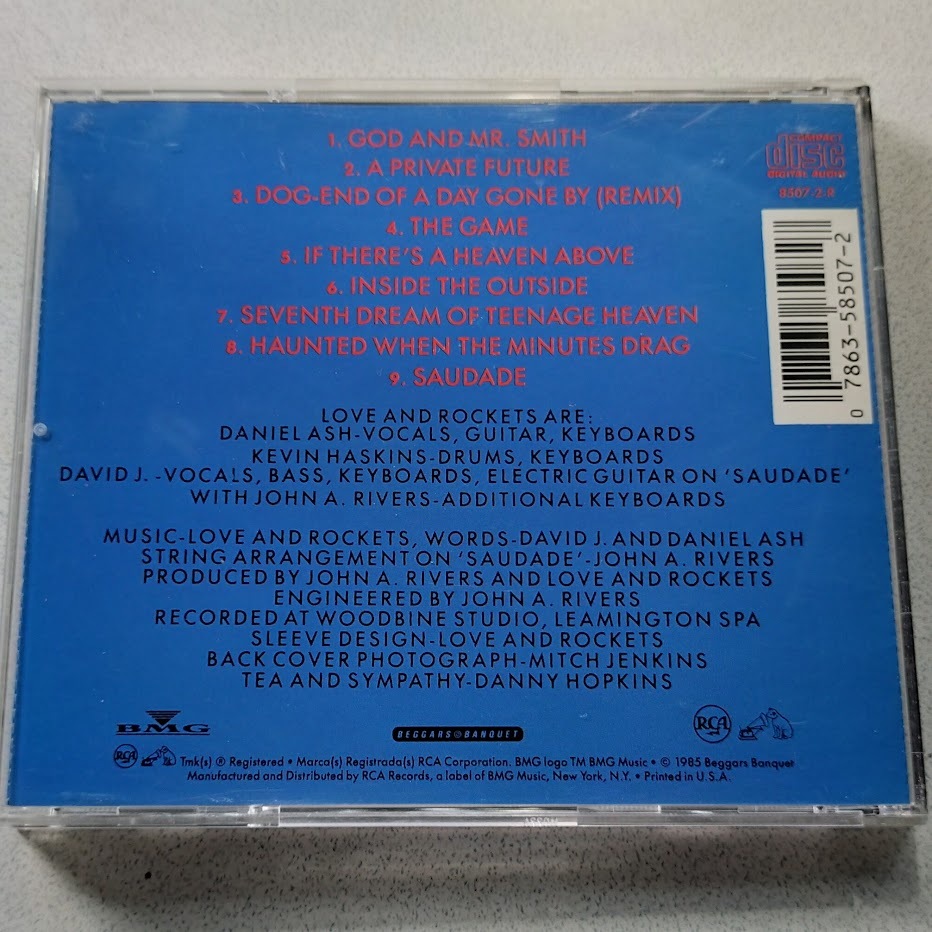 1. GOD AND MR. SMITH
2. A PRIVATE FUTURE
3. DOG-END OF A DAY GONE BY (REMIX)
4. THE GAME
5. IF THERE'S A HEAVEN ABOVE
6. INSIDE THE OUTSIDE
7. SEVENTH DREAM OF TEENAGE HEAVEN
8. HAUNTED WHEN THE MINUTES DRAG
9. SAUDADE
COMPACT
disc
DIGITAL AUDIO
8507-2-R
0 7863-58507-2
LOVE AND ROCKETS ARE:
DANIEL ASH-VOCALS, GUITAR, KEYBOARDS
KEVIN HASKINS-DRUMS, KEYBOARDS
DAVID J. -VOCALS, BASS, KEYBOARDS, ELECTRIC GUITAR ON 'SAUDADE'
WITH JOHN A. RIVERS-ADDITIONAL KEYBOARDS
MUSIC-LOVE AND ROCKETS, WORDS-DAVID J. AND DANIEL ASH
STRING ARRANGEMENT ON 'SAUDADE'-JOHN A. RIVERS
PRODUCED BY JOHN A. RIVERS AND LOVE AND ROCKETS
ENGINEERED BY JOHN A. RIVERS
RECORDED AT WOODBINE STUDIO, LEAMINGTON SPA
SLEEVE DESIGN-LOVE AND ROCKETS
BACK COVER PHOTOGRAPH-MITCH JENKINS
TEA AND SYMPATHY-DANNY HOPKINS
BMG
BEGGARS BANQUET
RCA
RCA Tmk(s) ® Registered • Marca(s) Registrada(s) RCA Corporation. BMG logo TM BMG Music • © 1985 Beggars Banquet
Manufactured and Distributed by RCA Records, a label of BMG Music, New York, N.Y. • Printed in U.S.A.